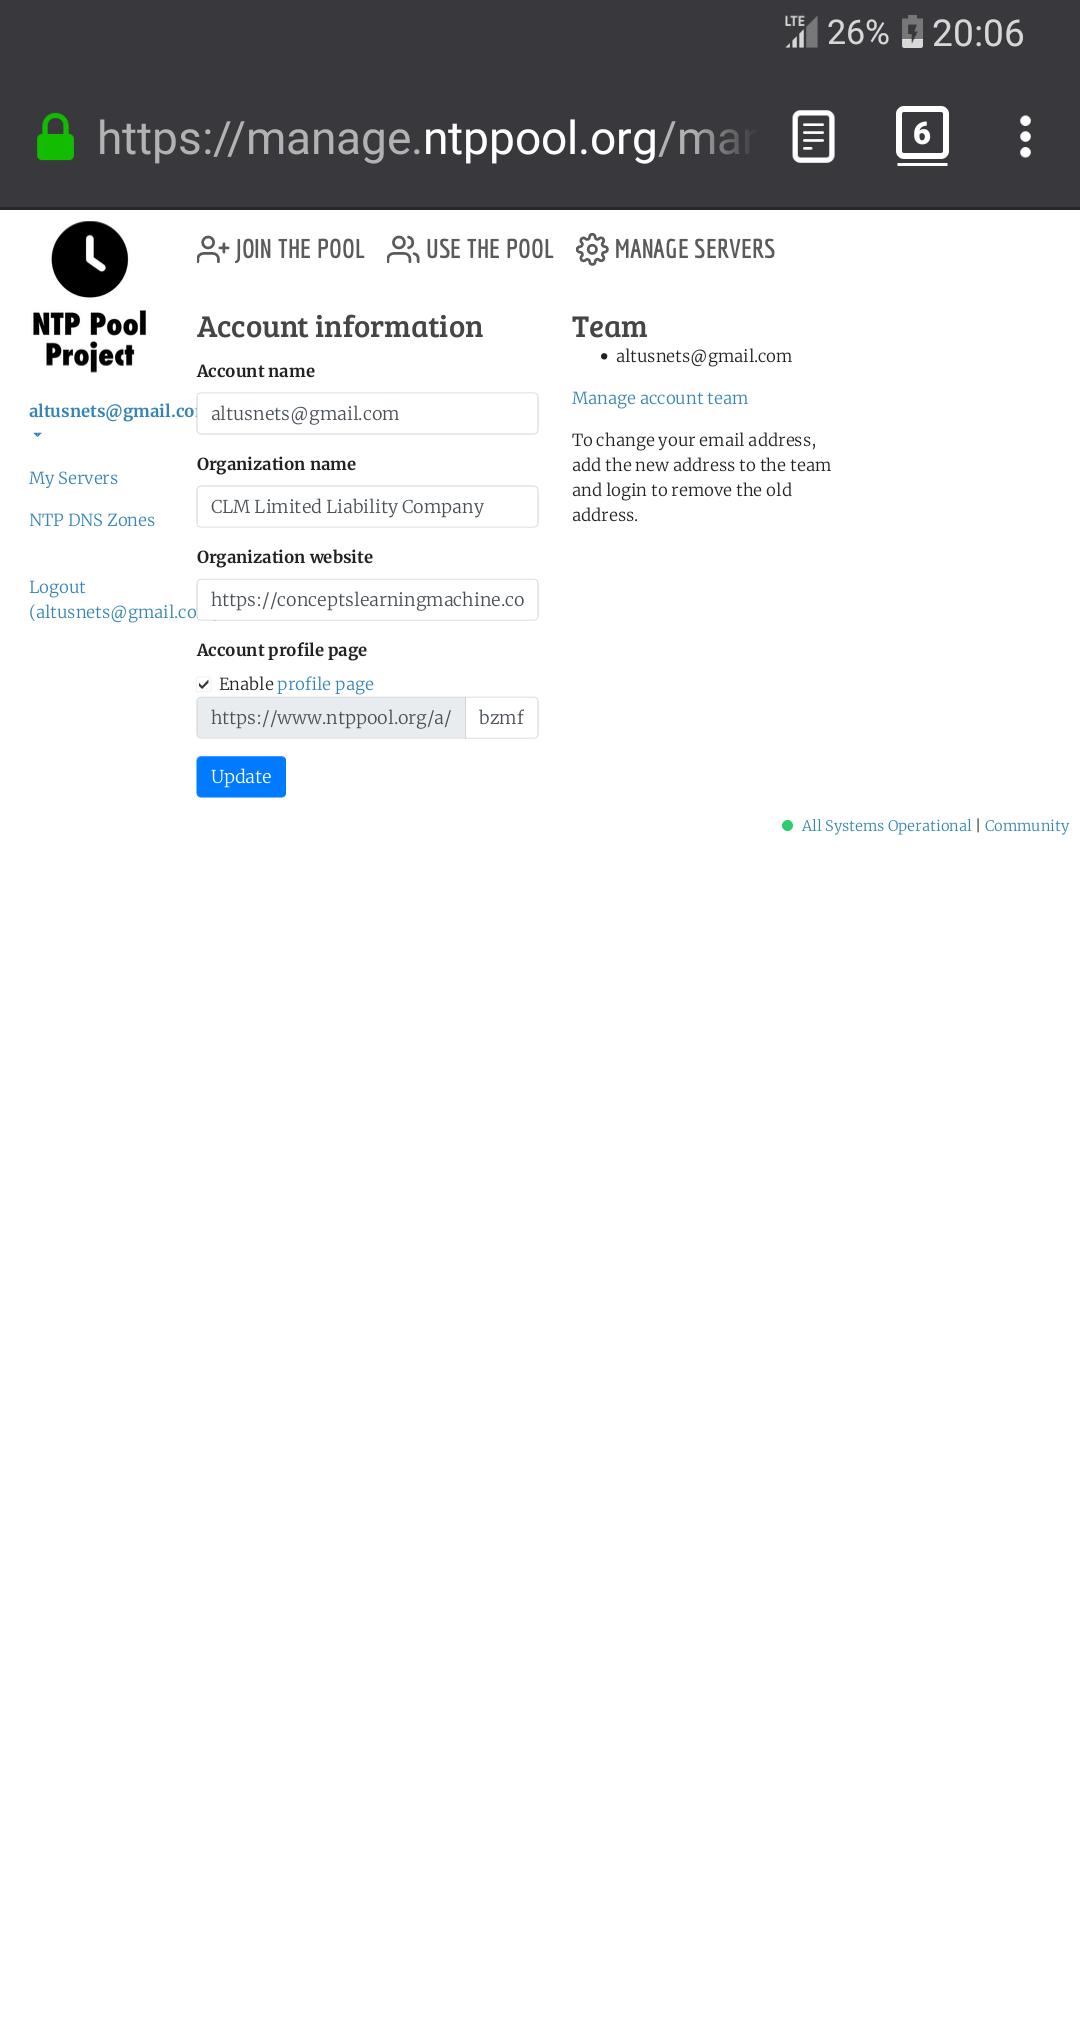 LTE 26% 20:06
https://manage.ntppool.org/mar
6
JOIN THE POOL USE THE POOL MANAGE SERVERS
NTP Pool
Project
altusnets@gmail.co
My Servers
NTP DNS Zones
Logout
(altusnets@gmail.co
Account information
Account name
altusnets@gmail.com
Organization name
CLM Limited Liability Company
Organization website
https://conceptslearningmachine.co
Account profile page
Enable profile page
https://www.ntppool.org/a/ bzmf
Update
Team
• altusnets@gmail.com
Manage account team
To change your email address,
add the new address to the team
and login to remove the old
address.
All Systems Operational | Community